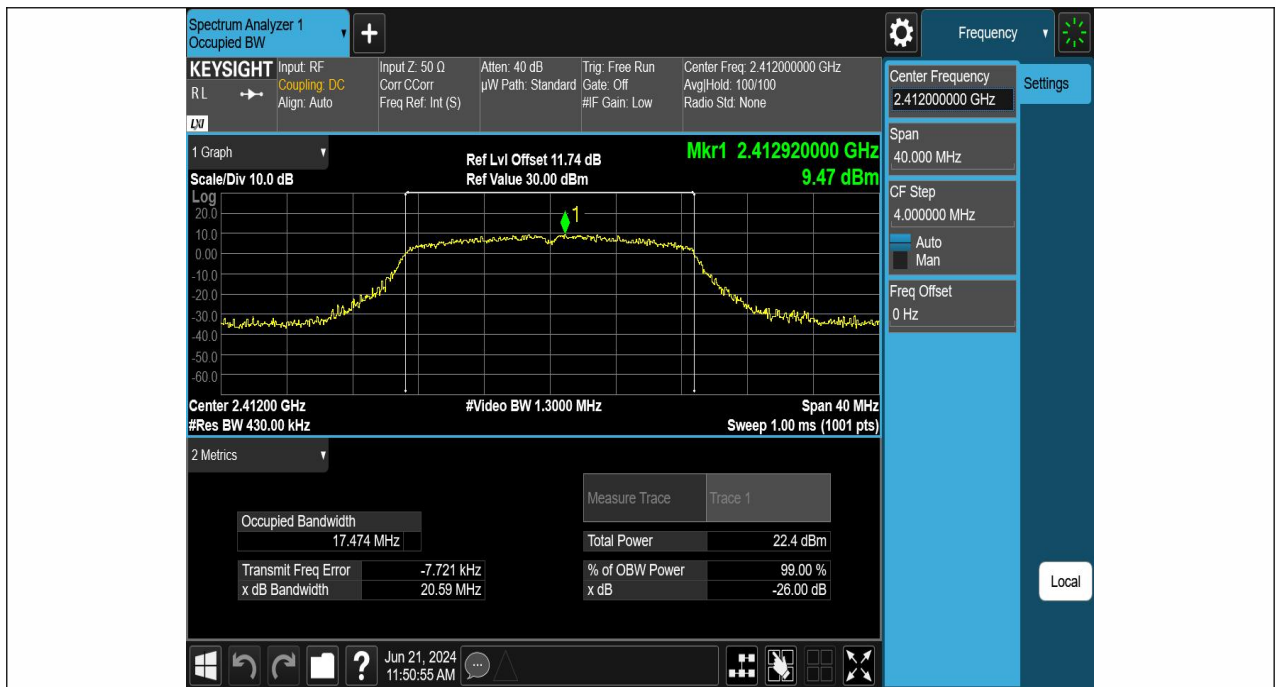 Spectrum Analyzer 1
Occupied BW
+
Frequency
KEYSIGHT
R L
LXI
Input: RF
Coupling: DC
Align: Auto
Input Z: 50 Ω
Corr CCorr
Freq Ref: Int (S)
Atten: 40 dB
µW Path: Standard
Trig: Free Run
Gate: Off
#IF Gain: Low
Center Freq: 2.412000000 GHz
Avg|Hold: 100/100
Radio Std: None
Center Frequency
2.412000000 GHz
Settings
Span
40.000 MHz
CF Step
4.000000 MHz
Auto
Man
Freq Offset
0 Hz
Local
1 Graph
Scale/Div 10.0 dB
Ref Lvl Offset 11.74 dB
Ref Value 30.00 dBm
Mkr1 2.412920000 GHz
9.47 dBm
Log
20.0
10.0
0.00
-10.0
-20.0
-30.0
-40.0
-50.0
-60.0
1
Center 2.41200 GHz
#Video BW 1.3000 MHz
Span 40 MHz
#Res BW 430.00 kHz
Sweep 1.00 ms (1001 pts)
2 Metrics
Measure Trace Trace 1
Occupied Bandwidth
17.474 MHz
Total Power 22.4 dBm
Transmit Freq Error -7.721 kHz
% of OBW Power 99.00 %
x dB Bandwidth 20.59 MHz
x dB -26.00 dB
?
Jun 21, 2024
11:50:55 AM